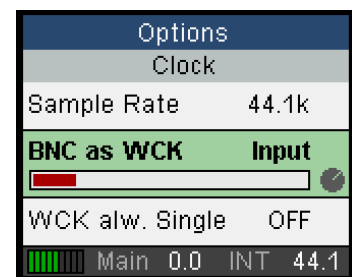 Options
Clock
Sample Rate 44.1k
BNC as WCK Input
WCK alw. Single OFF
Main 0.0 INT 44.1